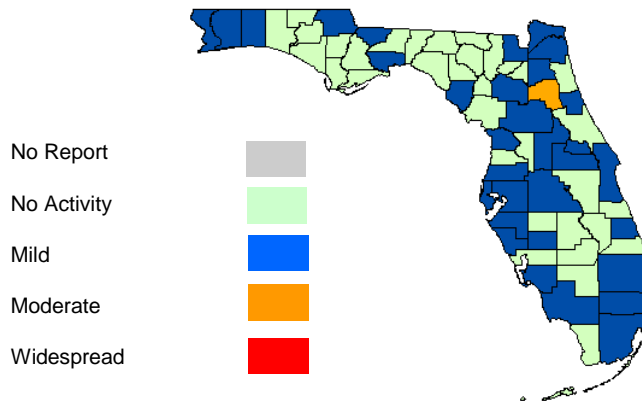 No Report
No Activity
Mild
Moderate
Widespread